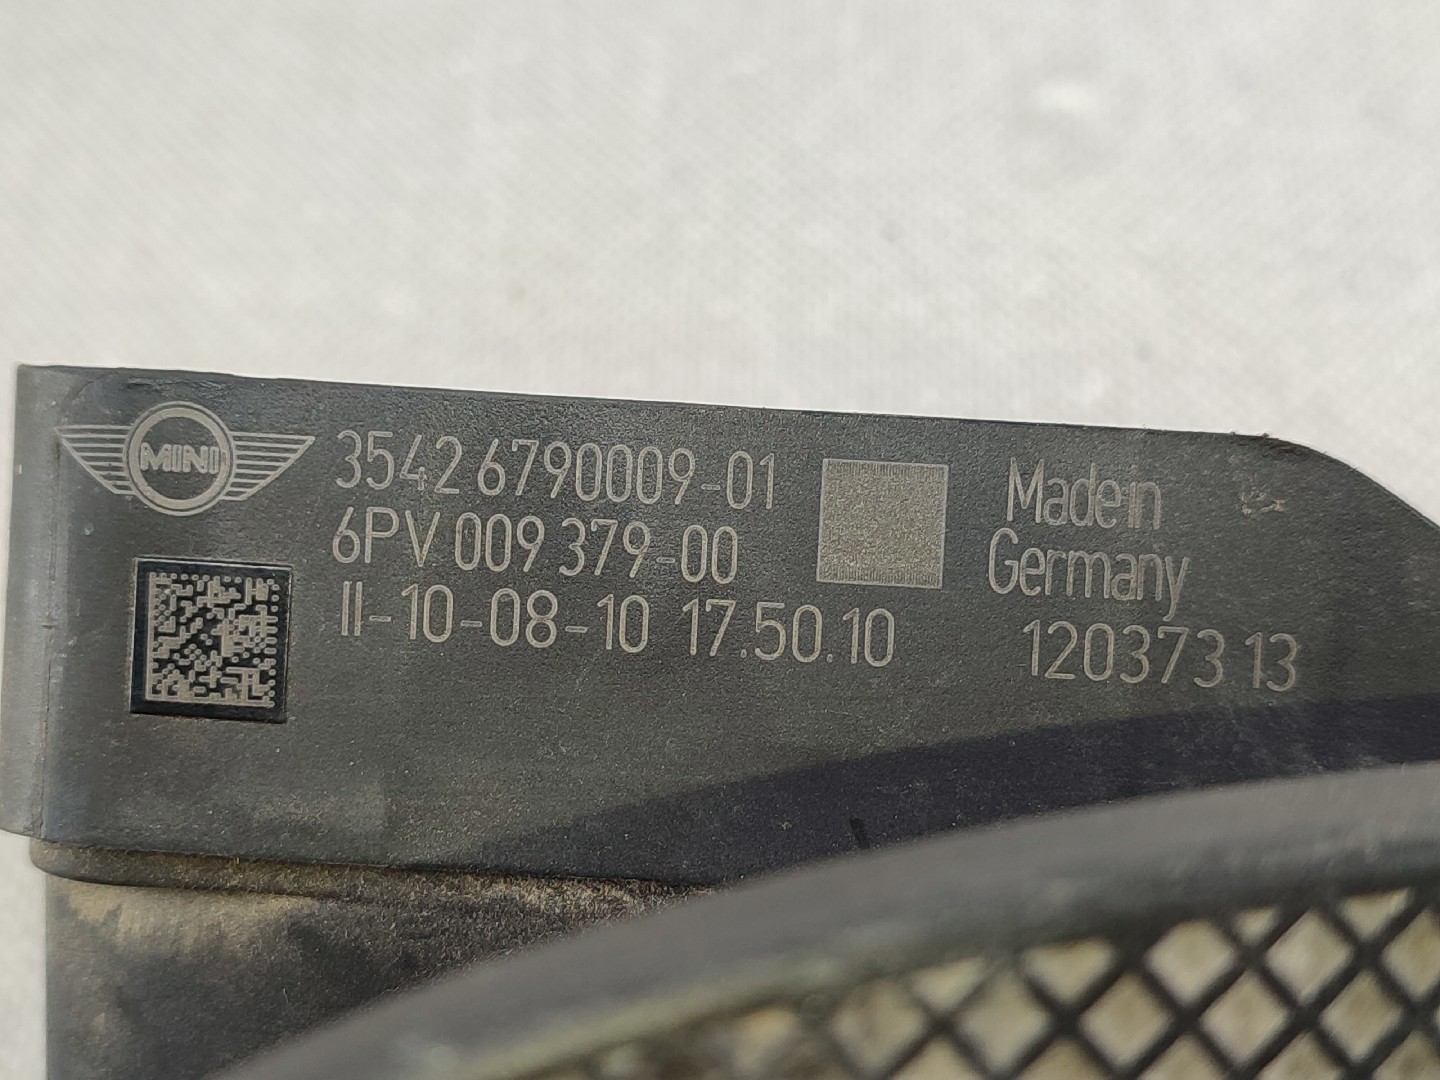 MINI
3542 6790009-01
6PV 009 379-00
II-10-08-10 17.50.10
Made in
Germany
120373 13